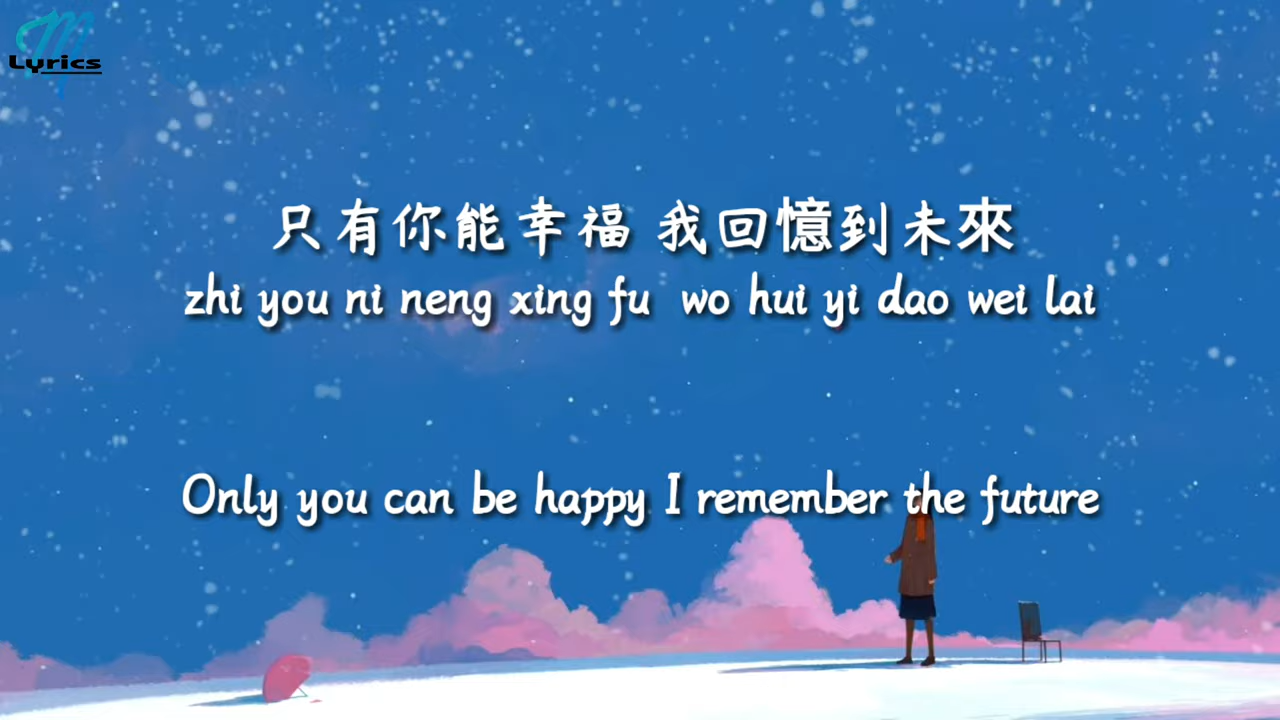 M
Lyrics
只有你能幸福 我回憶到未來
zhi you ni neng xing fu  wo hui yi dao wei lai
Only you can be happy I remember the future